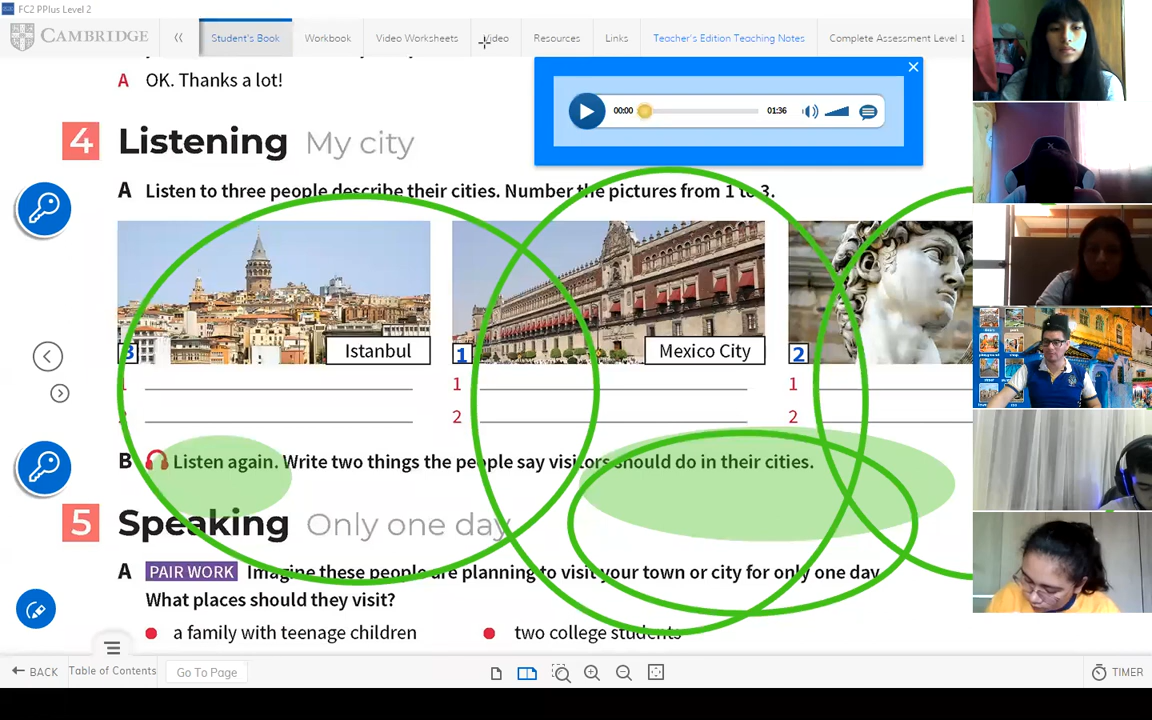 FC2 PPlus Level 2
CAMBRIDGE
Student's Book
Workbook
Video Worksheets
Video
Resources
Links
Teacher's Edition Teaching Notes
Complete Assessment Level 1
A OK. Thanks a lot!
00:00
01:36
4 Listening My city
A Listen to three people describe their cities. Number the pictures from 1 to 3.
3
Istanbul
1
Mexico City
2
1
1
1
2
2
2
B Listen again. Write two things the people say visitors should do in their cities.
5 Speaking Only one day
A PAIR WORK Imagine these people are planning to visit your town or city for only one day.
What places should they visit?
a family with teenage children
two college students
BACK
Table of Contents
Go To Page
TIMER